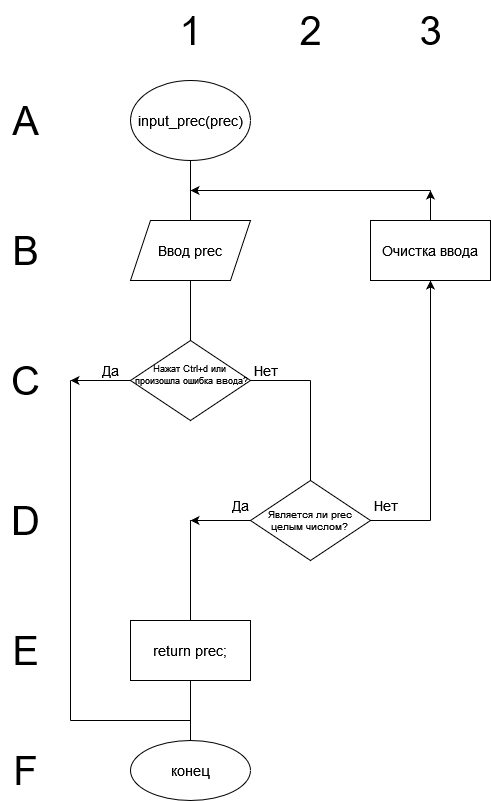 1 2 3
A
input_prec(prec)
B
Ввод prec
Очистка ввода
C
Да
Нажат Ctrl+d или
произошла ошибка ввода?
Нет
D
Да
Является ли prec
целым числом?
Нет
E
return prec;
F
конец